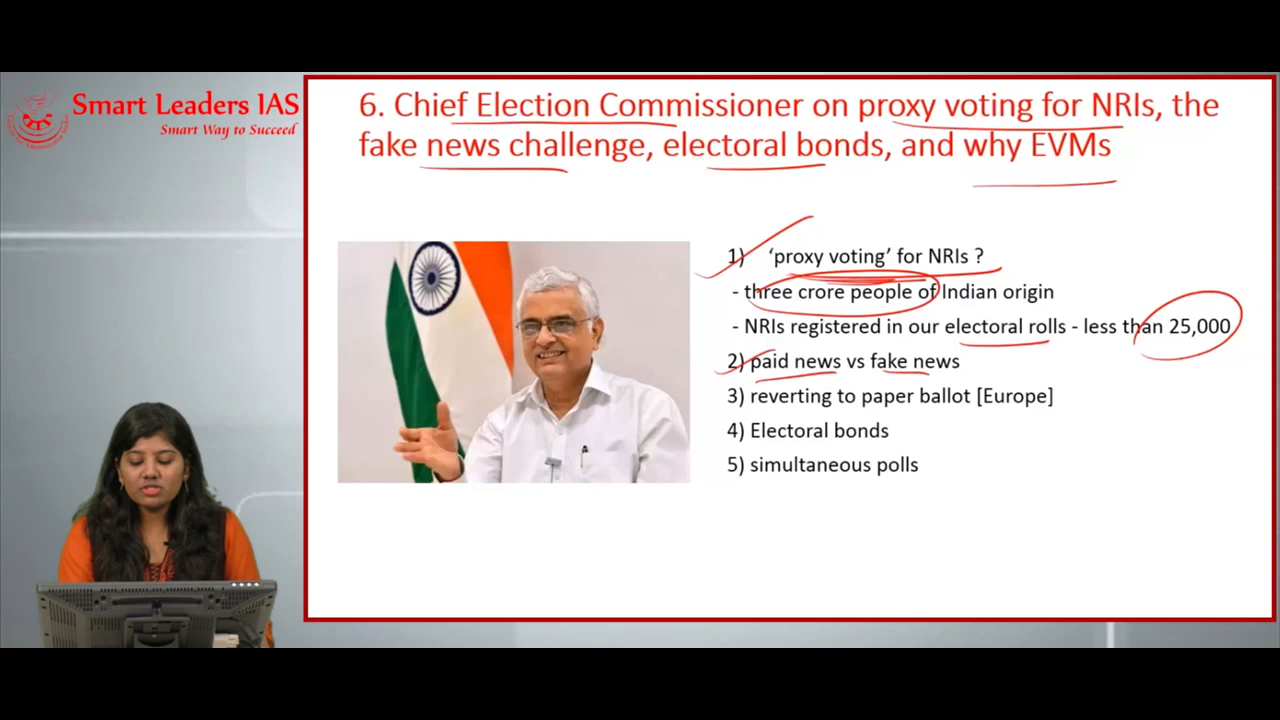 Smart Leaders IAS
Smart Way to Succeed
6. Chief Election Commissioner on proxy voting for NRIs, the
fake news challenge, electoral bonds, and why EVMs
1) 'proxy voting' for NRIs ?
- three crore people of Indian origin
- NRIs registered in our electoral rolls - less than 25,000
2) paid news vs fake news
3) reverting to paper ballot [Europe]
4) Electoral bonds
5) simultaneous polls